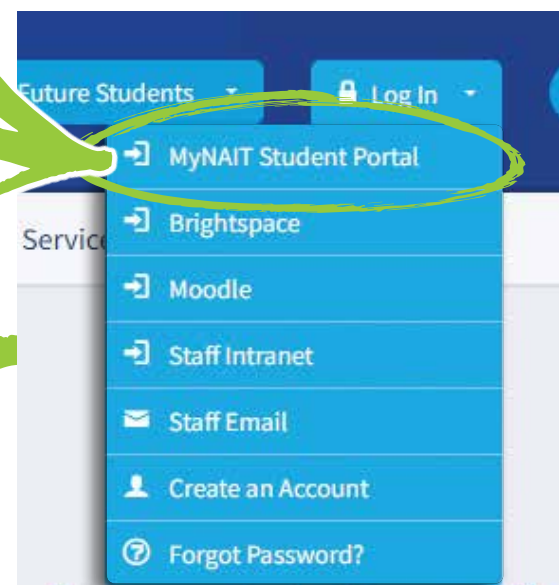 Future Students
Log In
MyNAIT Student Portal
Service
Brightspace
Moodle
Staff Intranet
Staff Email
Create an Account
Forgot Password?